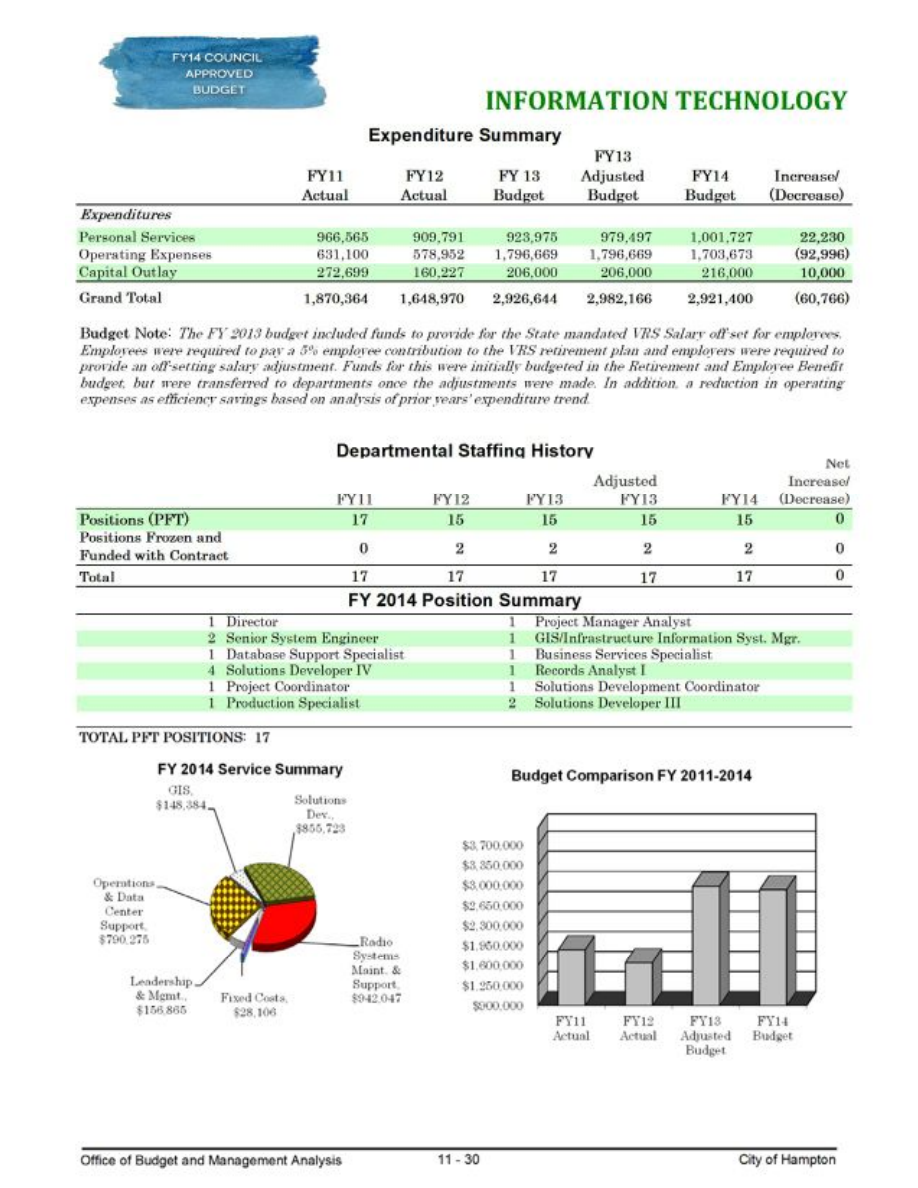 FY14 COUNCIL
APPROVED
BUDGET
INFORMATION TECHNOLOGY
Expenditure Summary
FY11 Actual FY12 Actual FY 13 Budget FY13 Adjusted Budget FY14 Budget Increase/ (Decrease)
Expenditures
Personal Services 966,565 909,791 923,975 979,497 1,001,727 22,230
Operating Expenses 631,100 578,952 1,796,669 1,796,669 1,703,673 (92,996)
Capital Outlay 272,699 160,227 206,000 206,000 216,000 10,000
Grand Total 1,870,364 1,648,970 2,926,644 2,982,166 2,921,400 (60,766)
Budget Note: The FY 2013 budget included funds to provide for the State mandated VRS Salary off-set for employees.
Employees were required to pay a 5% employee contribution to the VRS retirement plan and employers were required to
provide an off-setting salary adjustment. Funds for this were initially budgeted in the Retirement and Employee Benefit
budget, but were transferred to departments once the adjustments were made. In addition, a reduction in operating
expenses as efficiency savings based on analysis of prior years' expenditure trend.
Departmental Staffing History
FY11 FY12 FY13 Adjusted FY13 FY14 Net Increase/ (Decrease)
Positions (PFT) 17 15 15 15 15 0
Positions Frozen and
Funded with Contract 0 2 2 2 2 0
Total 17 17 17 17 17 0
FY 2014 Position Summary
1 Director 1 Project Manager Analyst
2 Senior System Engineer 1 GIS/Infrastructure Information Syst. Mgr.
1 Database Support Specialist 1 Business Services Specialist
4 Solutions Developer IV 1 Records Analyst I
1 Project Coordinator 1 Solutions Development Coordinator
1 Production Specialist 2 Solutions Developer III
TOTAL PFT POSITIONS: 17
FY 2014 Service Summary
GIS,
$148,384
Solutions
Dev.,
$855,723
Operations
& Data
Center
Support,
$790,275
Radio
Systems
Maint. &
Support,
$942,047
Leadership
& Mgmt.,
$156,865
Fixed Costs,
$28,106
Budget Comparison FY 2011-2014
$3,700,000
$3,350,000
$3,000,000
$2,650,000
$2,300,000
$1,950,000
$1,600,000
$1,250,000
$900,000
FY11 Actual
FY12 Actual
FY13 Adjusted Budget
FY14 Budget
Office of Budget and Management Analysis 11 - 30 City of Hampton